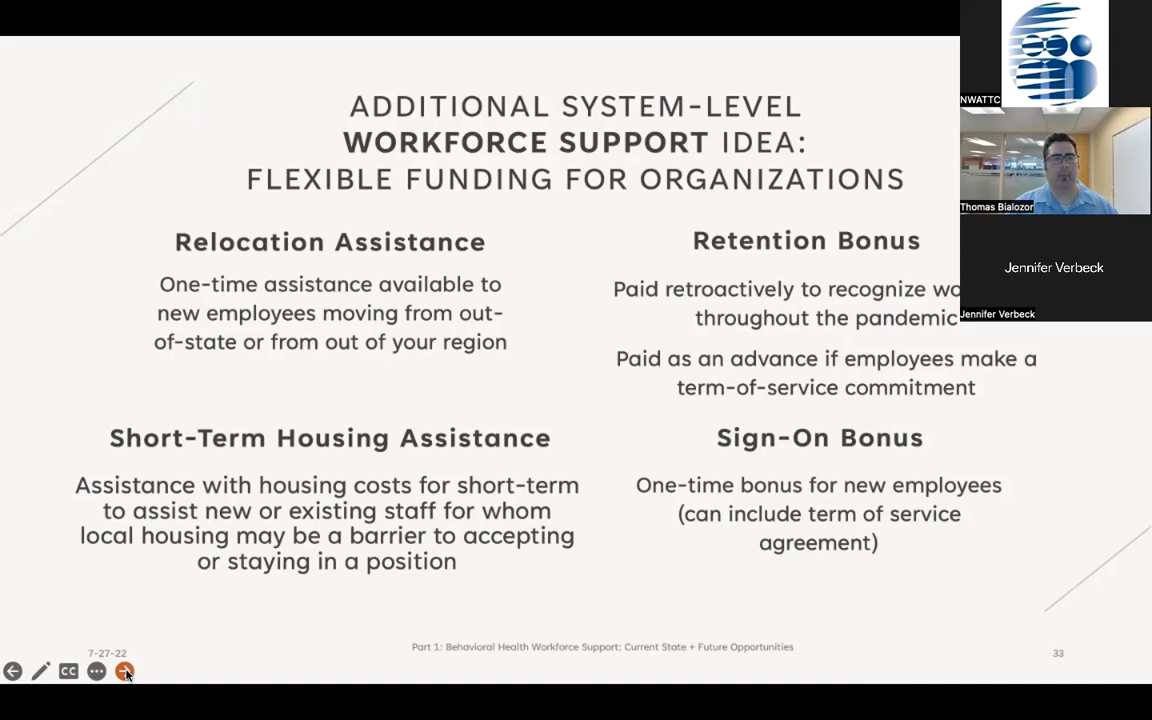 ADDITIONAL SYSTEM-LEVEL
WORKFORCE SUPPORT IDEA:
FLEXIBLE FUNDING FOR ORGANIZATIONS
Relocation Assistance
One-time assistance available to
new employees moving from out-
of-state or from out of your region
Retention Bonus
Paid retroactively to recognize
throughout the pandemic
Paid as an advance if employees make a
term-of-service commitment
Short-Term Housing Assistance
Assistance with housing costs for short-term
to assist new or existing staff for whom
local housing may be a barrier to accepting
or staying in a position
Sign-On Bonus
One-time bonus for new employees
(can include term of service
agreement)
7-27-22
Part 1: Behavioral Health Workforce Support: Current State + Future Opportunities
33
CC
NWATTC
Thomas Bialozor
Jennifer Verbeck
Jennifer Verbeck